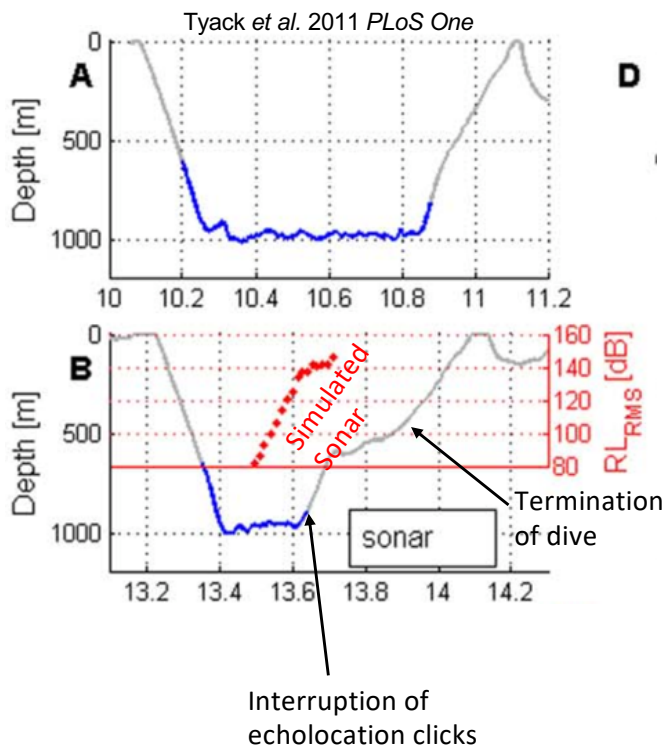 Tyack et al. 2011 PLoS One
A
D
Depth [m]
0
500
1000
10 10.2 10.4 10.6 10.8 11 11.2
B
Depth [m]
0
500
1000
160
140
120
100
80
RL RMS [dB]
Simulated
Sonar
sonar
Termination
of dive
13.2 13.4 13.6 13.8 14 14.2
Interruption of
echolocation clicks